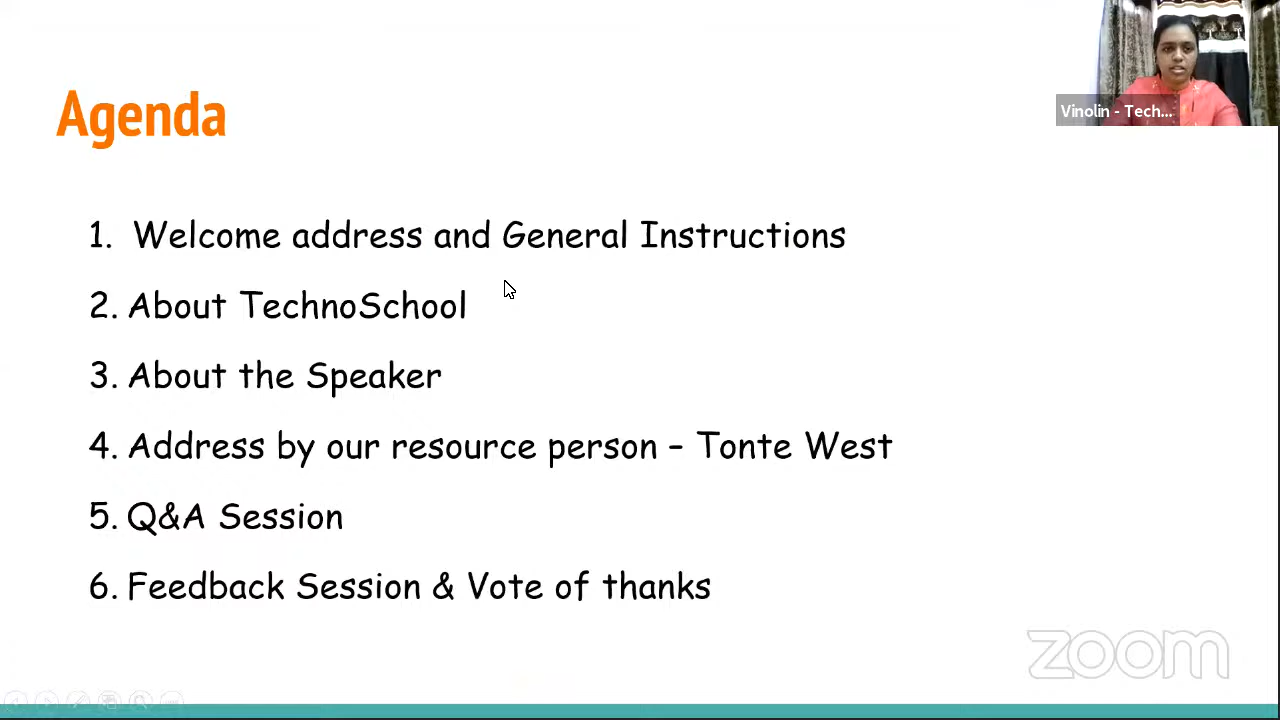 Agenda
Vinolin - Tech...
1. Welcome address and General Instructions
2. About TechnoSchool
3. About the Speaker
4. Address by our resource person – Tonte West
5. Q&A Session
6. Feedback Session & Vote of thanks
zoom